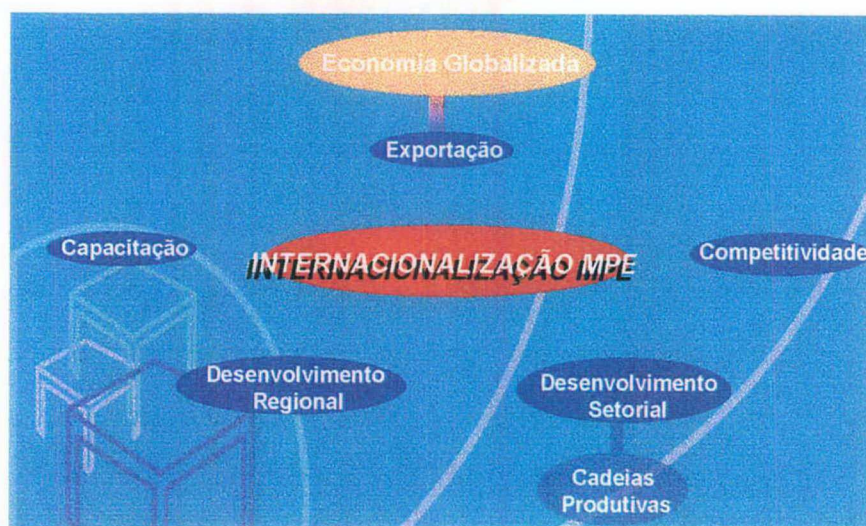 Economia Globalizada
Exportação
Capacitação
INTERNACIONALIZAÇÃO MPE
Competitividade
Desenvolvimento
Regional
Desenvolvimento
Setorial
Cadeias
Produtivas